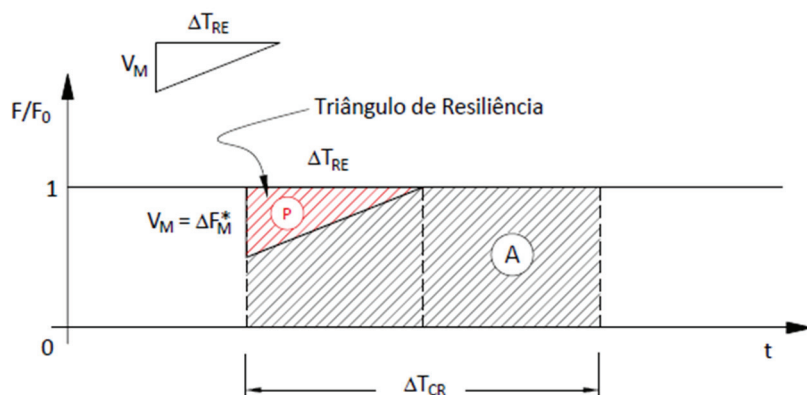 ΔT_RE
V_M
F/F_0
Triângulo de Resiliência
ΔT_RE
1
V_M = ΔF*_M
P
A
0
t
ΔT_CR